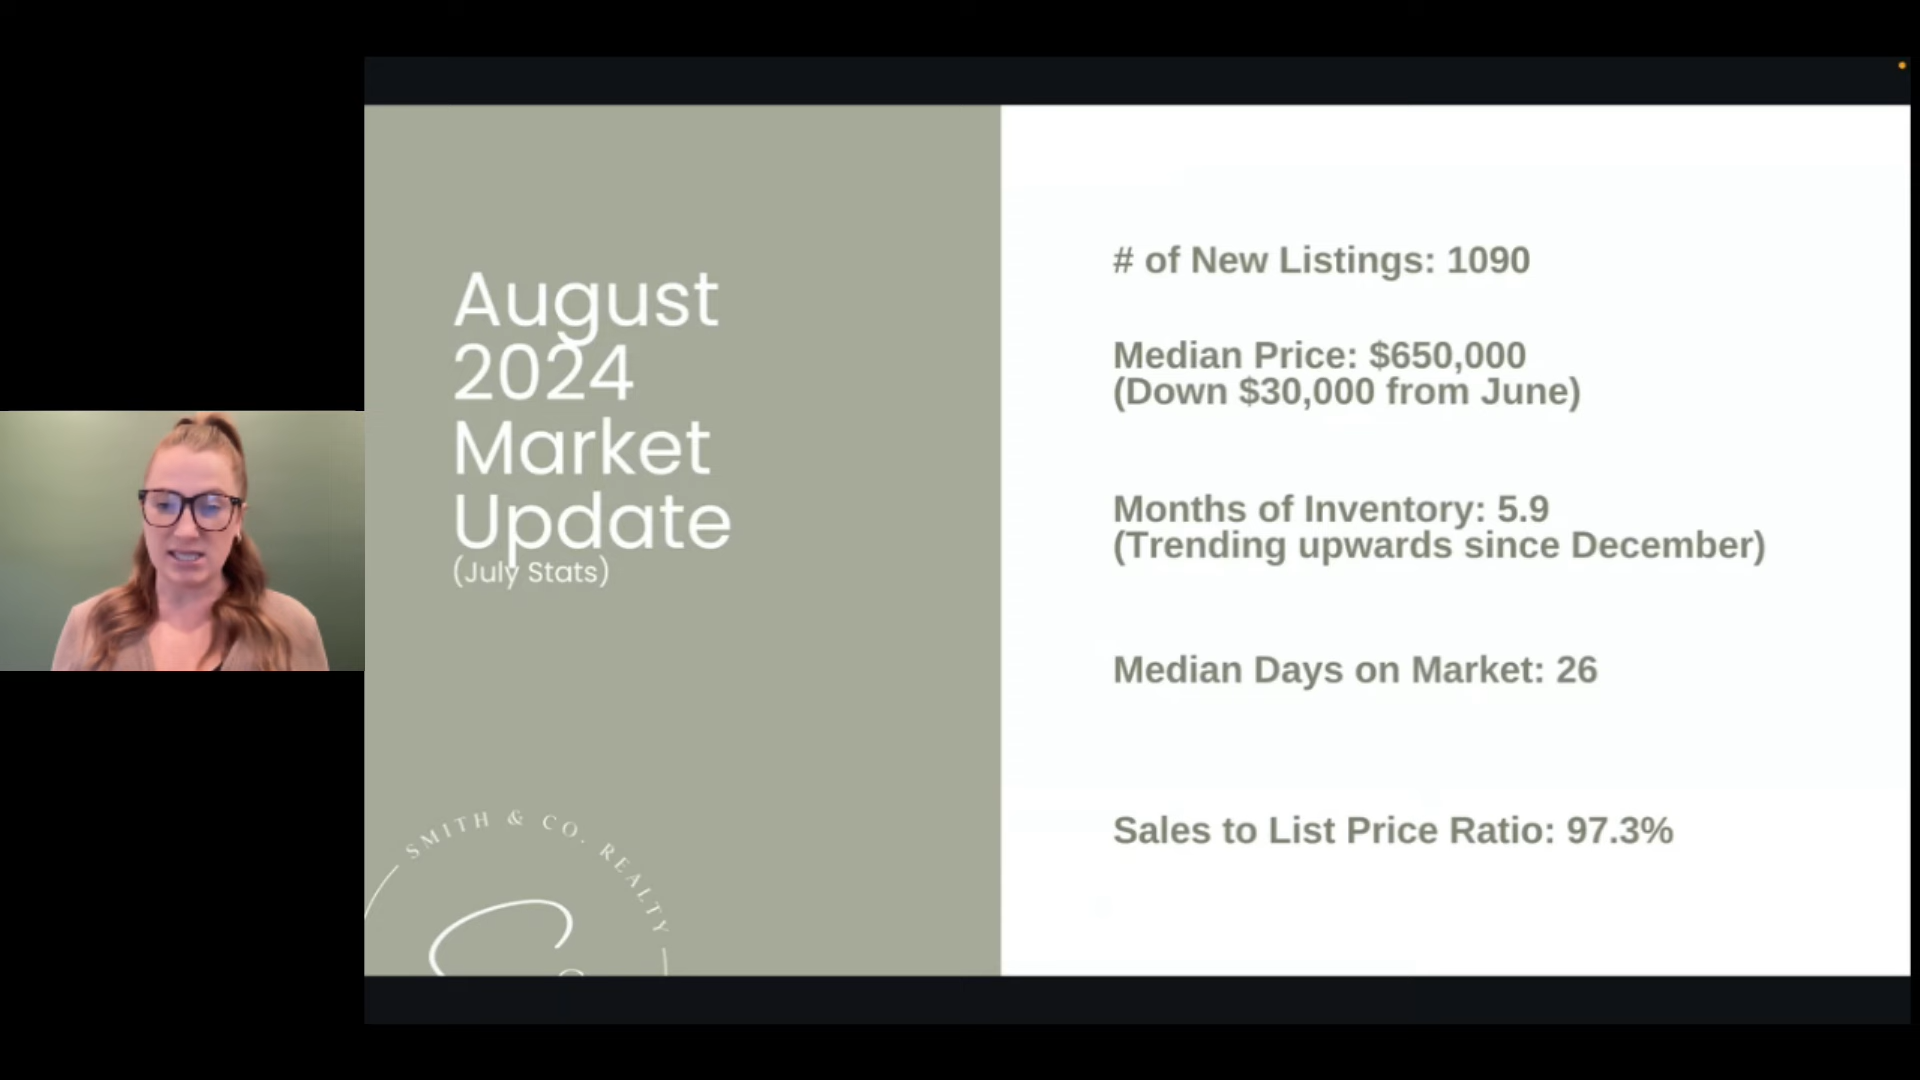 August
2024
Market
Update
(July Stats)
SMITH & CO. REALTY
# of New Listings: 1090
Median Price: $650,000
(Down $30,000 from June)
Months of Inventory: 5.9
(Trending upwards since December)
Median Days on Market: 26
Sales to List Price Ratio: 97.3%